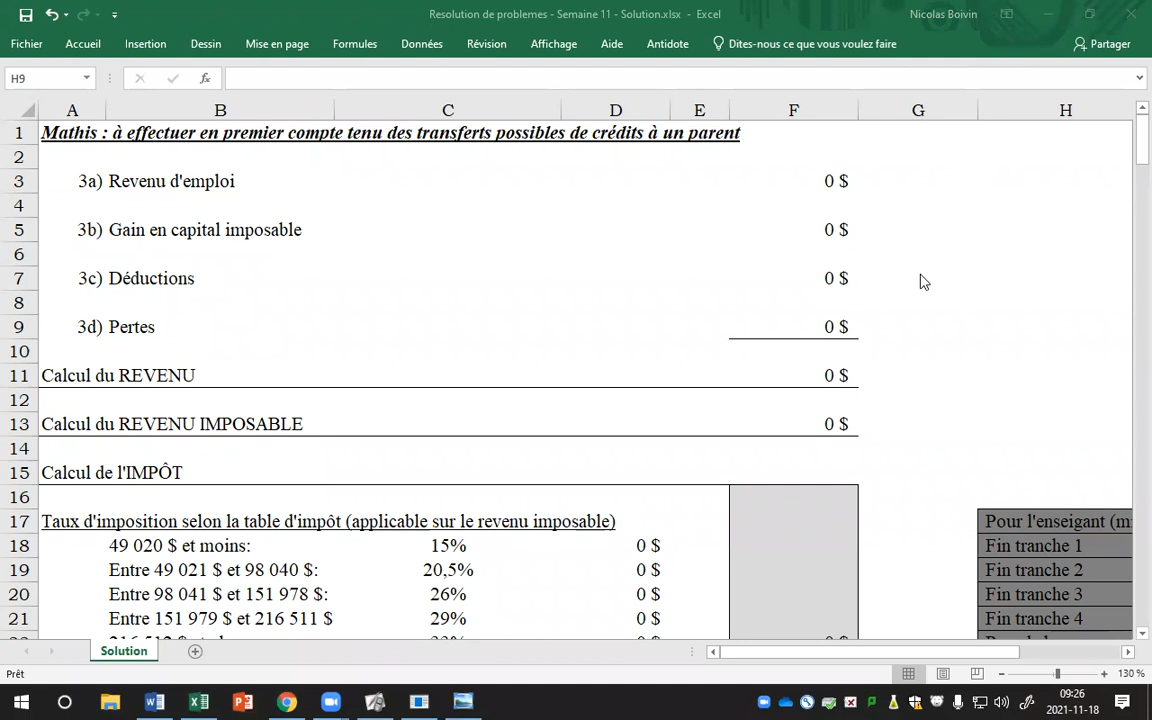 Resolution de problemes - Semaine 11 - Solution.xlsx - Excel
Nicolas Boivin
Fichier Accueil Insertion Dessin Mise en page Formules Données Révision Affichage Aide Antidote Dites-nous ce que vous voulez faire Partager
H9 fx
A B C D E F G H
1 Mathis : à effectuer en premier compte tenu des transferts possibles de crédits à un parent
2
3 3a) Revenu d'emploi 0 $
4
5 3b) Gain en capital imposable 0 $
6
7 3c) Déductions 0 $
8
9 3d) Pertes 0 $
10
11 Calcul du REVENU 0 $
12
13 Calcul du REVENU IMPOSABLE 0 $
14
15 Calcul de l'IMPÔT
16
17 Taux d'imposition selon la table d'impôt (applicable sur le revenu imposable) Pour l'enseigant
18 49 020 $ et moins: 15% 0 $ Fin tranche 1
19 Entre 49 021 $ et 98 040 $: 20,5% 0 $ Fin tranche 2
20 Entre 98 041 $ et 151 978 $: 26% 0 $ Fin tranche 3
21 Entre 151 979 $ et 216 511 $ 29% 0 $ Fin tranche 4
Solution
Prêt
130 %
09:26
2021-11-18